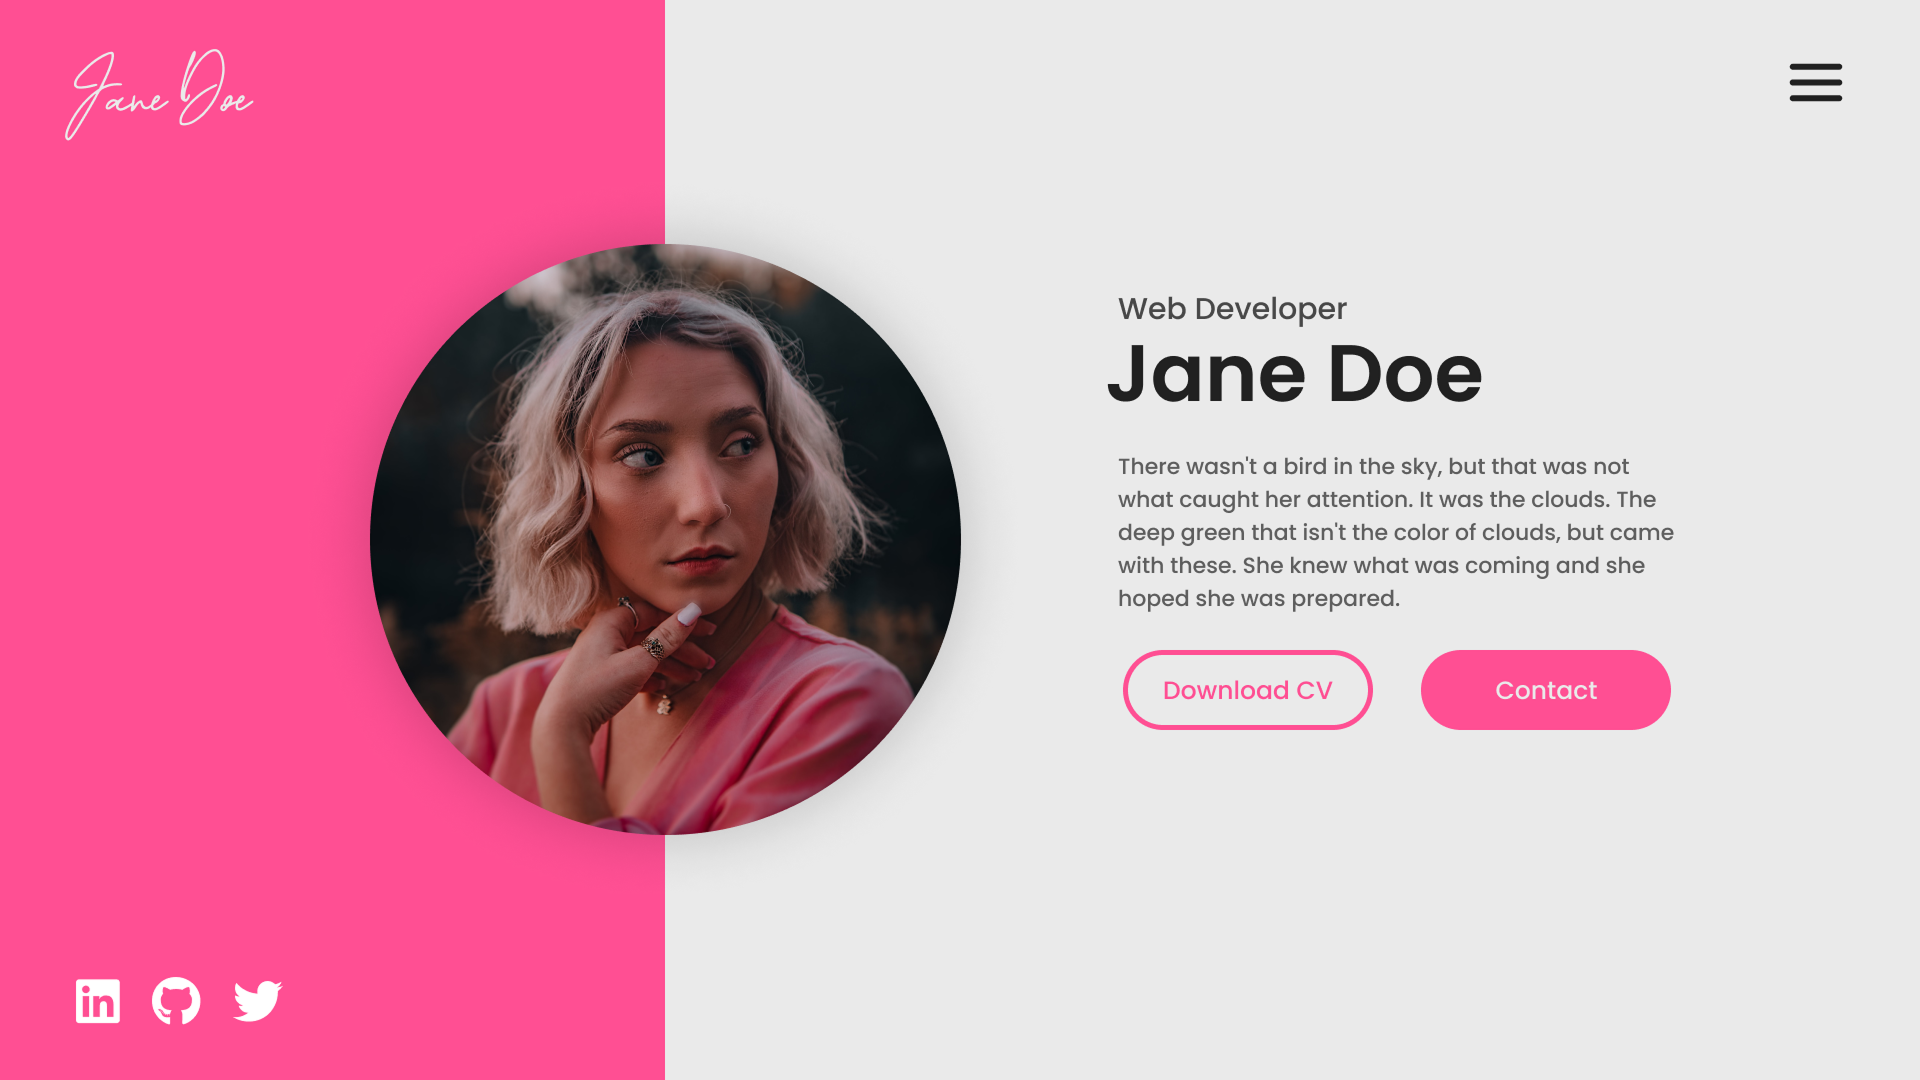 Jane Doe
Web Developer
Jane Doe
There wasn't a bird in the sky, but that was not
what caught her attention. It was the clouds. The
deep green that isn't the color of clouds, but came
with these. She knew what was coming and she
hoped she was prepared.
Download CV
Contact
in